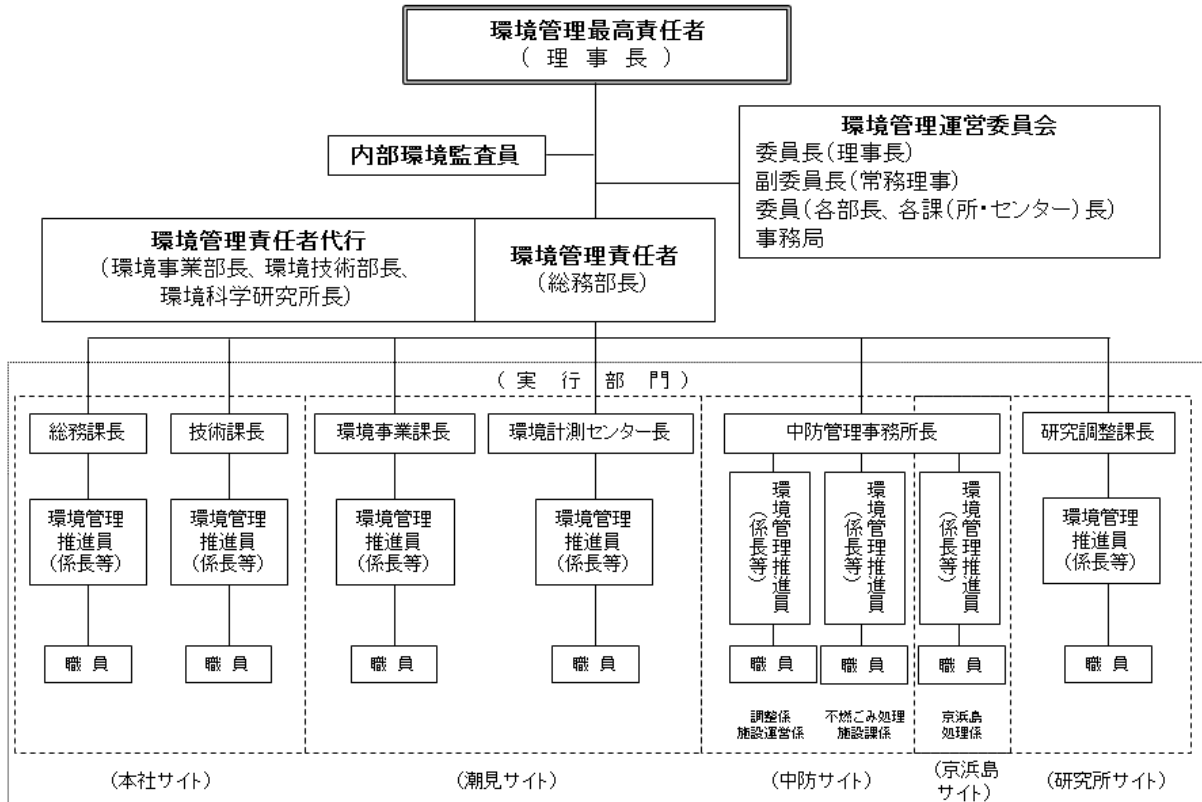 環境管理最高責任者
(理事長)
内部環境監査員
環境管理運営委員会
委員長(理事長)
副委員長(常務理事)
委員(各部長、各課(所・センター)長)
事務局
環境管理責任者代行
(環境事業部長、環境技術部長、
環境科学研究所長)
環境管理責任者
(総務部長)
(実行部門)
総務課長
技術課長
環境事業課長
環境計測センター長
中防管理事務所長
研究調整課長
環境管理
推進員
(係長等)
環境管理
推進員
(係長等)
環境管理
推進員
(係長等)
環境管理
推進員
(係長等)
環境管理推進員
(係長等)
環境管理推進員
(係長等)
環境管理推進員
(係長等)
環境管理
推進員
(係長等)
職員
職員
職員
職員
職員
職員
職員
職員
調整係
施設運営係
不燃ごみ処理
施設課係
京浜島
処理係
(本社サイト)
(潮見サイト)
(中防サイト)
(京浜島
サイト)
(研究所サイト)